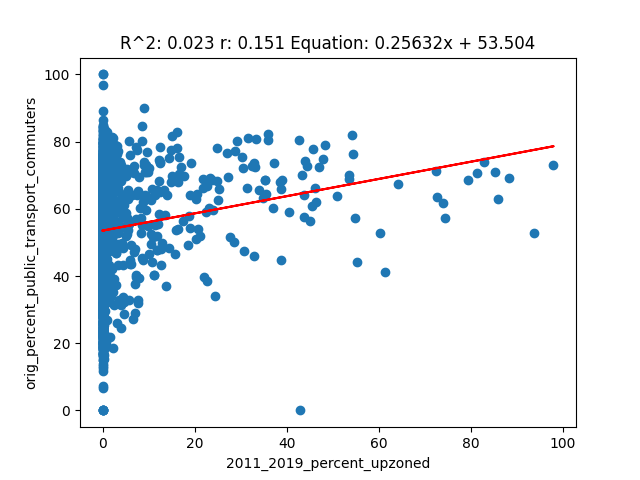 R^2: 0.023 r: 0.151 Equation: 0.25632x + 53.504
orig_percent_public_transport_commuters
100
80
60
40
20
0
0 20 40 60 80 100
2011_2019_percent_upzoned